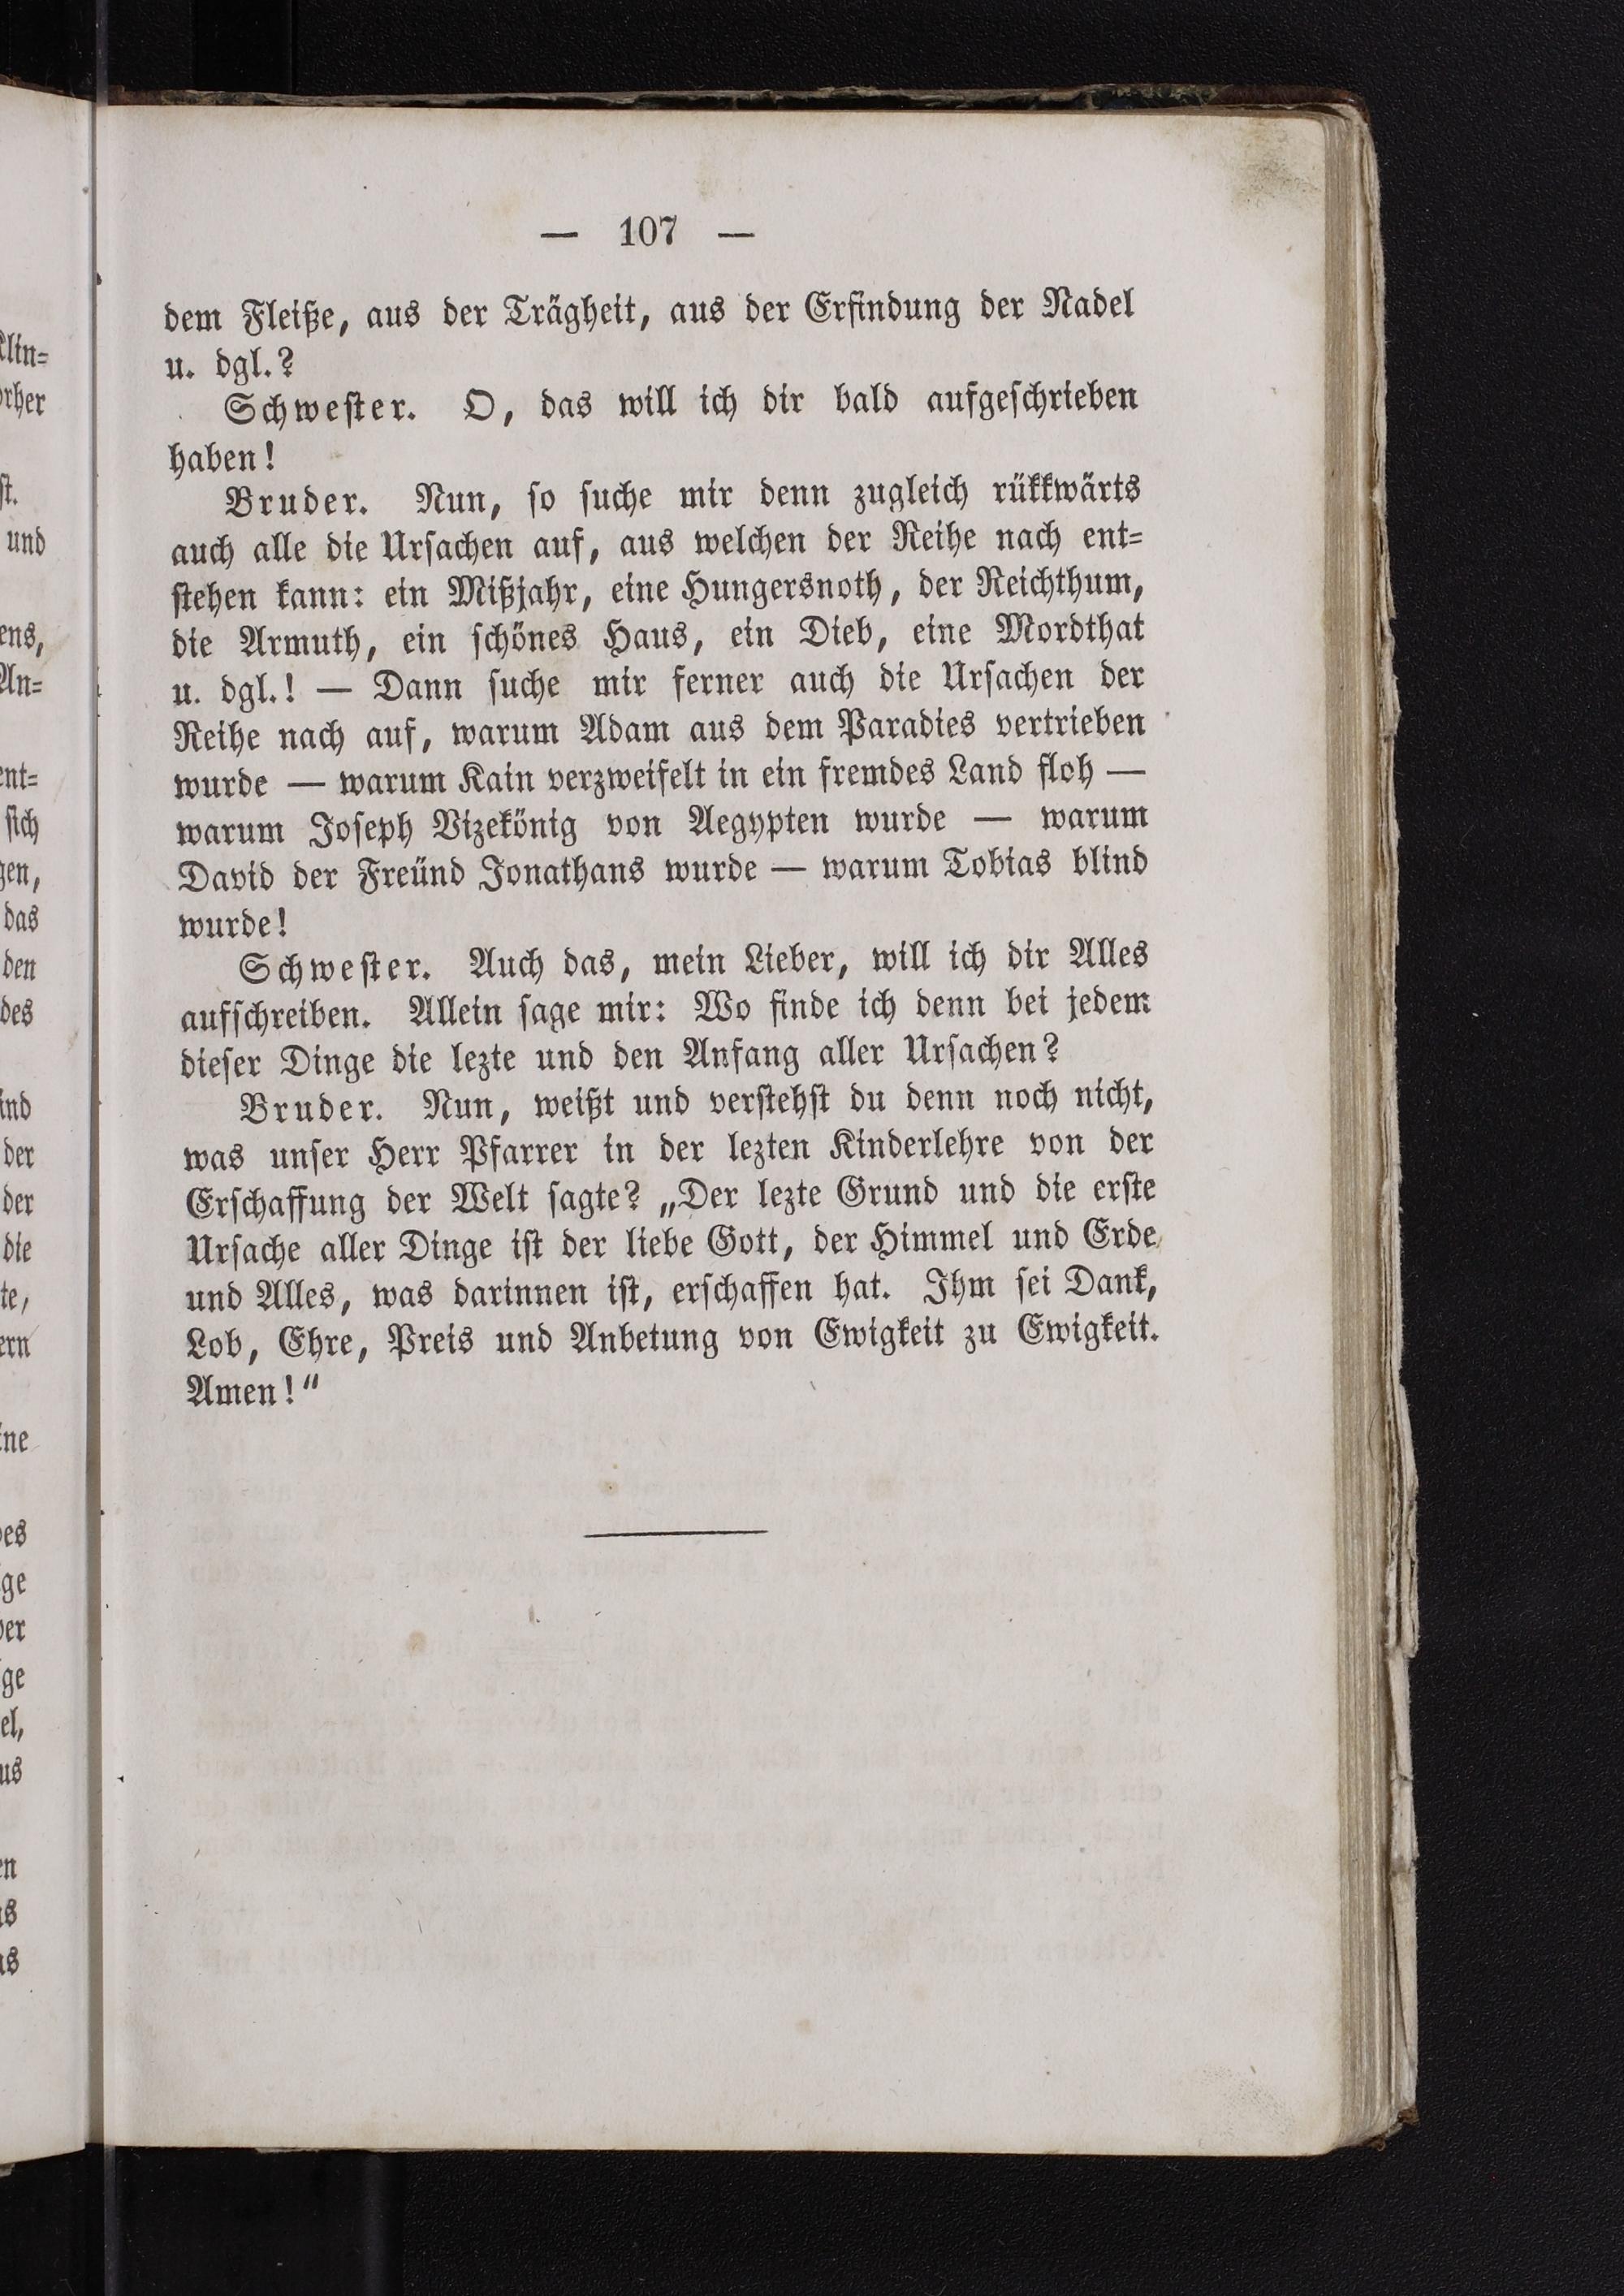 — 107 —
dem Fleiße, aus der Trägheit, aus der Erfindung der Nadel
u. dgl.?
Schwester. O, das will ich dir bald aufgeschrieben
haben!
Bruder. Nun, so suche mir denn zugleich rükkwärts
auch alle die Ursachen auf, aus welchen der Reihe nach ent=
stehen kann: ein Mißjahr, eine Hungersnoth, der Reichthum,
die Armuth, ein schönes Haus, ein Dieb, eine Mordthat
u. dgl.! — Dann suche mir ferner auch die Ursachen der
Reihe nach auf, warum Adam aus dem Paradies vertrieben
wurde — warum Kain verzweifelt in ein fremdes Land floh —
warum Joseph Vizekönig von Aegypten wurde — warum
David der Freünd Jonathans wurde — warum Tobias blind
wurde!
Schwester. Auch das, mein Lieber, will ich dir Alles
aufschreiben. Allein sage mir: Wo finde ich denn bei jedem
dieser Dinge die lezte und den Anfang aller Ursachen?
Bruder. Nun, weißt und verstehst du denn noch nicht,
was unser Herr Pfarrer in der lezten Kinderlehre von der
Erschaffung der Welt sagte? „Der lezte Grund und die erste
Ursache aller Dinge ist der liebe Gott, der Himmel und Erde
und Alles, was darinnen ist, erschaffen hat. Ihm sei Dank,
Lob, Ehre, Preis und Anbetung von Ewigkeit zu Ewigkeit.
Amen!“